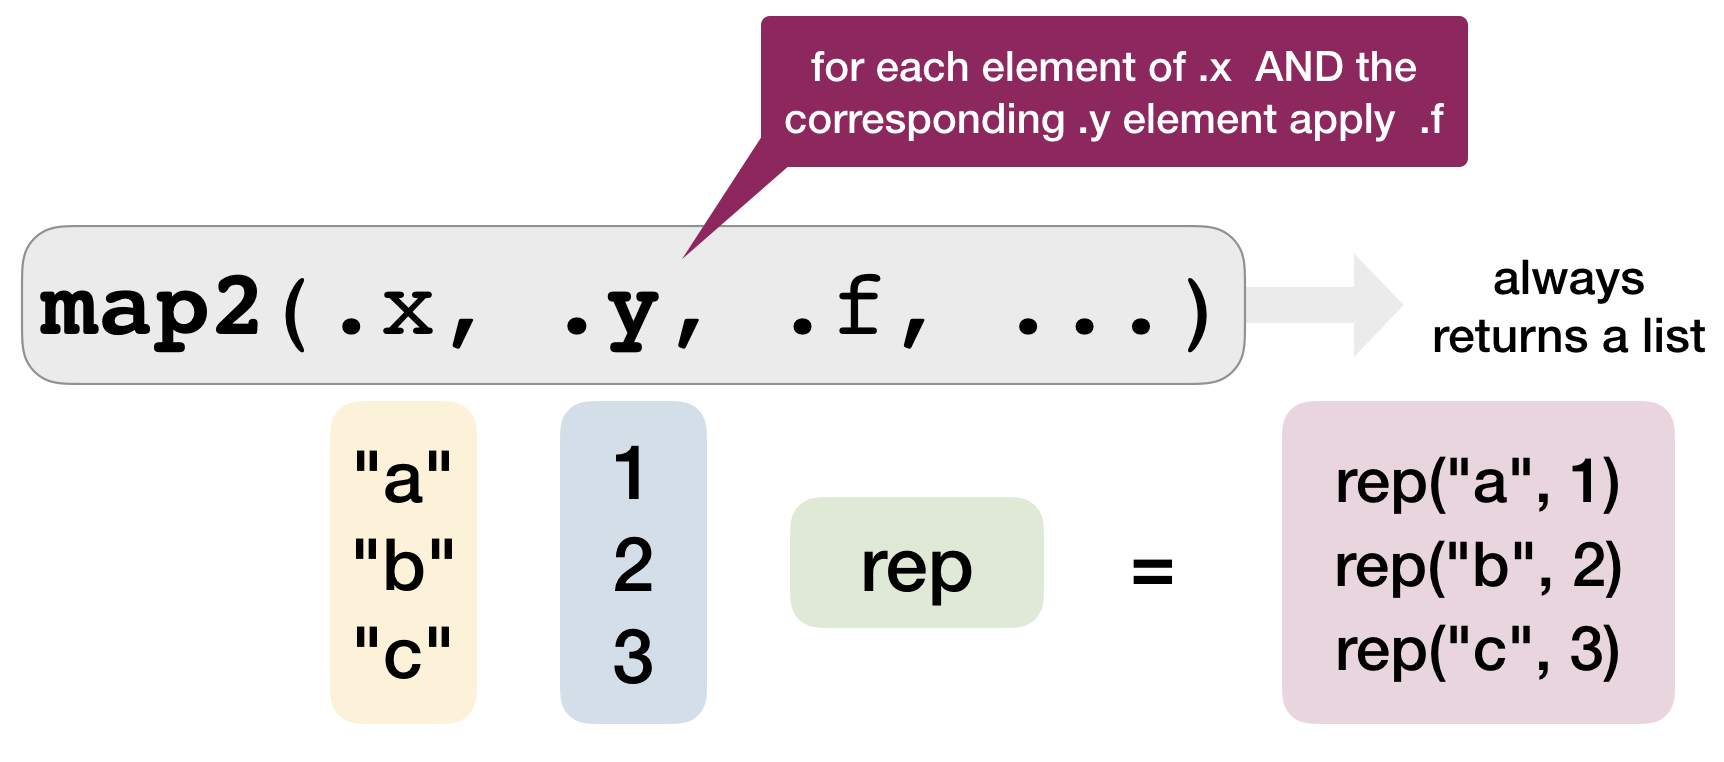 for each element of .x  AND the
corresponding .y element apply  .f
map2(.x, .y, .f, ...)
always
returns a list
"a"
"b"
"c"
1
2
3
rep
=
rep("a", 1)
rep("b", 2)
rep("c", 3)